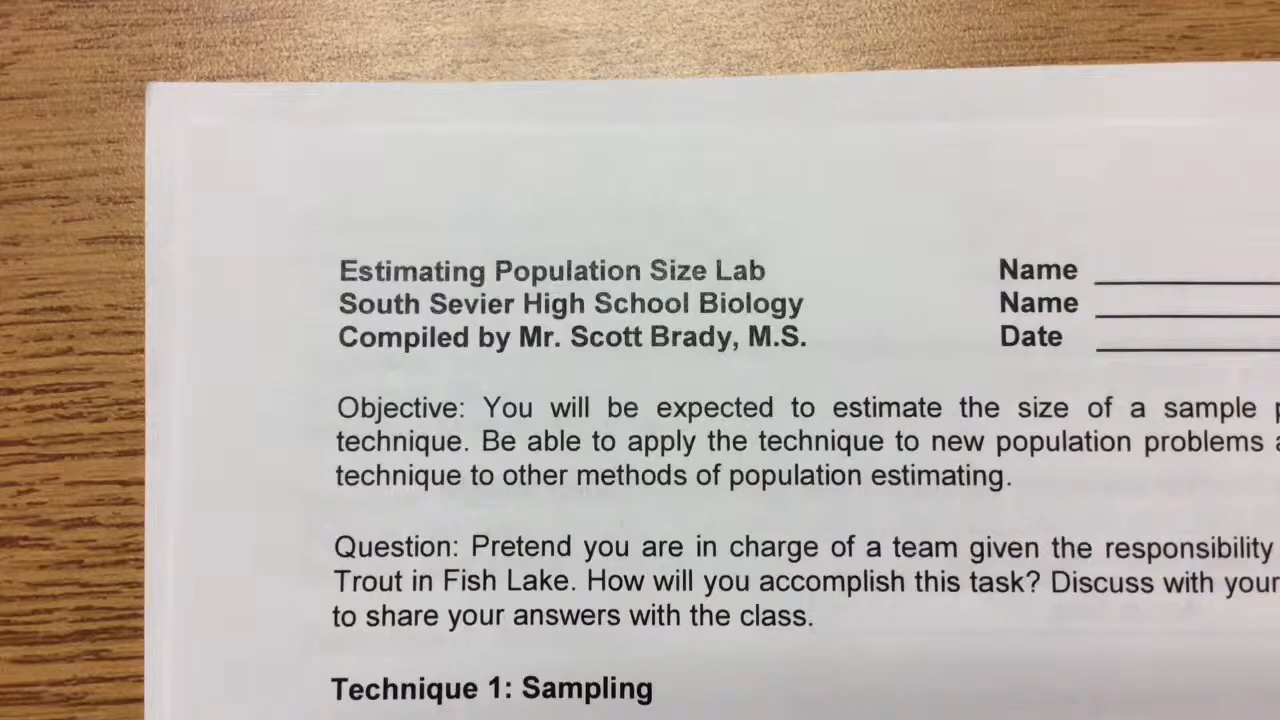 Estimating Population Size Lab Name
South Sevier High School Biology Name
Compiled by Mr. Scott Brady, M.S. Date
Objective: You will be expected to estimate the size of a sample
technique. Be able to apply the technique to new population problems
technique to other methods of population estimating.
Question: Pretend you are in charge of a team given the responsibility
Trout in Fish Lake. How will you accomplish this task? Discuss with your
to share your answers with the class.
Technique 1: Sampling